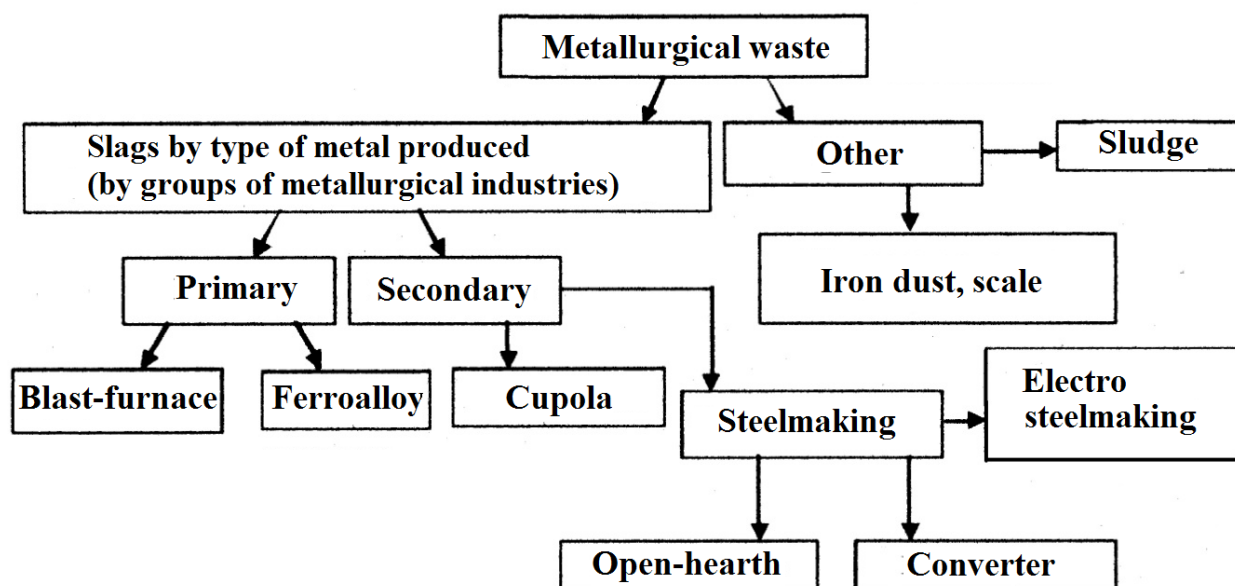 Metallurgical waste
Slags by type of metal produced
(by groups of metallurgical industries)
Other
Sludge
Primary
Secondary
Iron dust, scale
Blast-furnace
Ferroalloy
Cupola
Steelmaking
Electro
steelmaking
Open-hearth
Converter